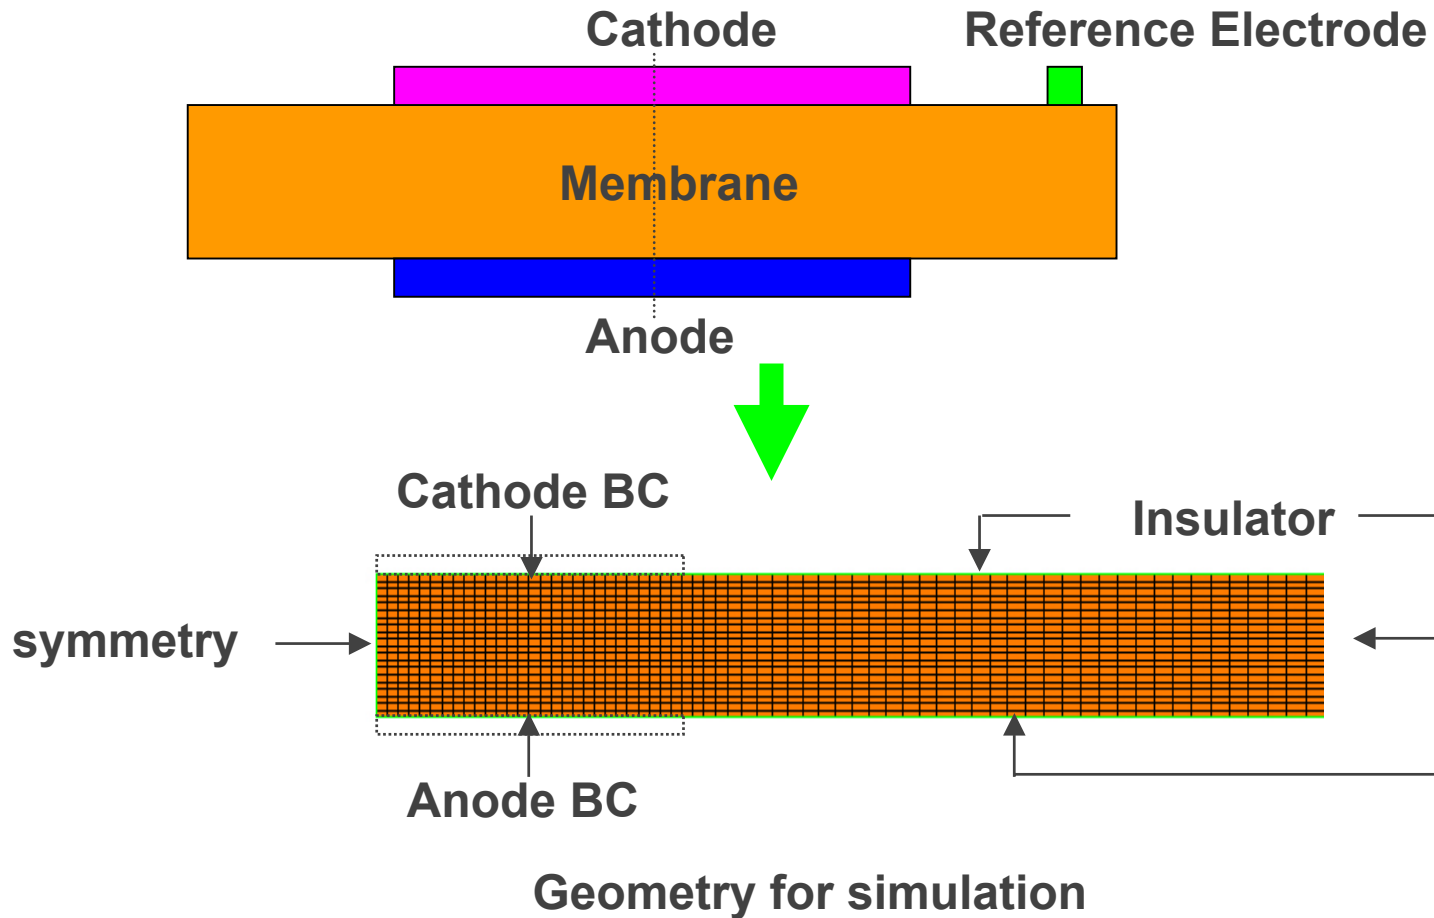 Cathode
Reference Electrode
Membrane
Anode
Cathode BC
Insulator
symmetry
Anode BC
Geometry for simulation